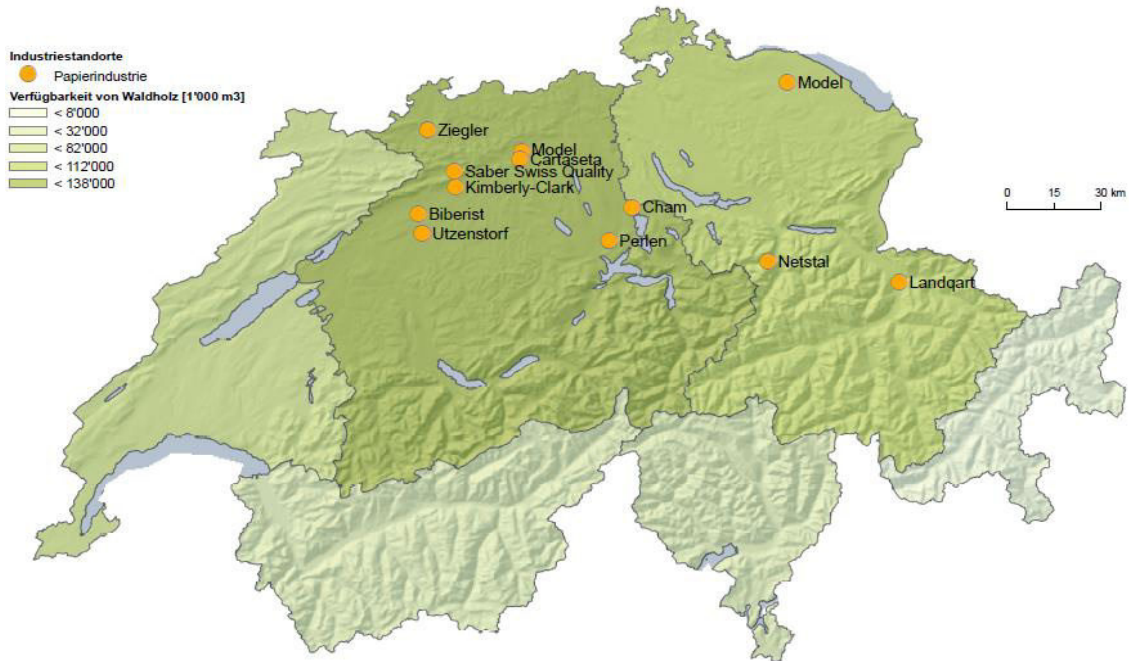 Industriestandorte
Papierindustrie
Verfügbarkeit von Waldholz [1'000 m3]
< 8'000
< 32'000
< 82'000
< 112'000
< 138'000
Model
Ziegler
Model
Cartaseta
Saber Swiss Quality
Kimberly-Clark
0 15 30 km
Biberist
Cham
Utzenstorf
Perlen
Netstal
Landqart